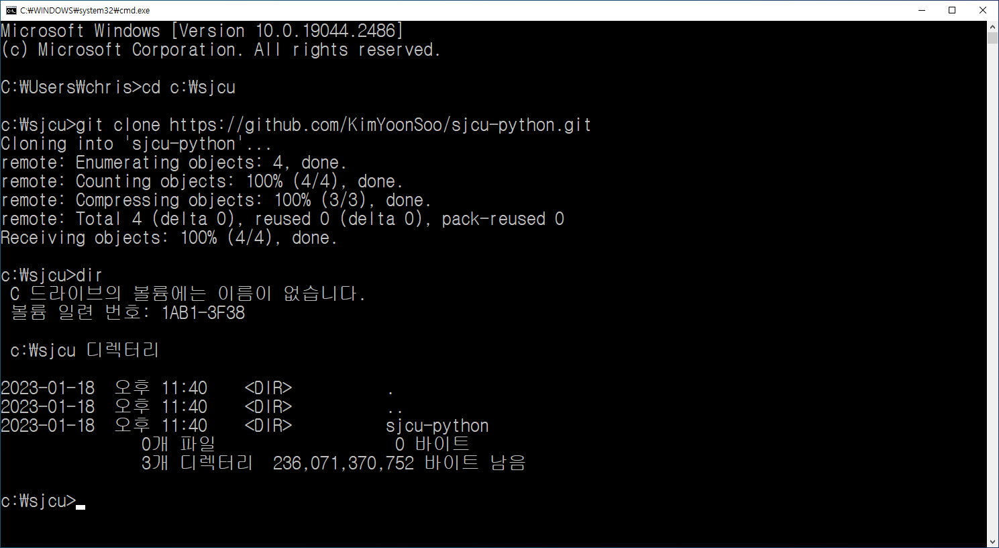 C:₩WINDOWS₩system32₩cmd.exe
Microsoft Windows [Version 10.0.19044.2486]
(c) Microsoft Corporation. All rights reserved.
C:₩Users₩chris>cd c:₩sjcu
c:₩sjcu>git clone https://github.com/KimYoonSoo/sjcu-python.git
Cloning into 'sjcu-python'...
remote: Enumerating objects: 4, done.
remote: Counting objects: 100% (4/4), done.
remote: Compressing objects: 100% (3/3), done.
remote: Total 4 (delta 0), reused 0 (delta 0), pack-reused 0
Receiving objects: 100% (4/4), done.
c:₩sjcu>dir
C 드라이브의 볼륨에는 이름이 없습니다.
볼륨 일련 번호: 1AB1-3F38
c:₩sjcu 디렉터리
2023-01-18  오후 11:40    <DIR>          .
2023-01-18  오후 11:40    <DIR>          ..
2023-01-18  오후 11:40    <DIR>          sjcu-python
0개 파일                   0 바이트
3개 디렉터리  236,071,370,752 바이트 남음
c:₩sjcu>